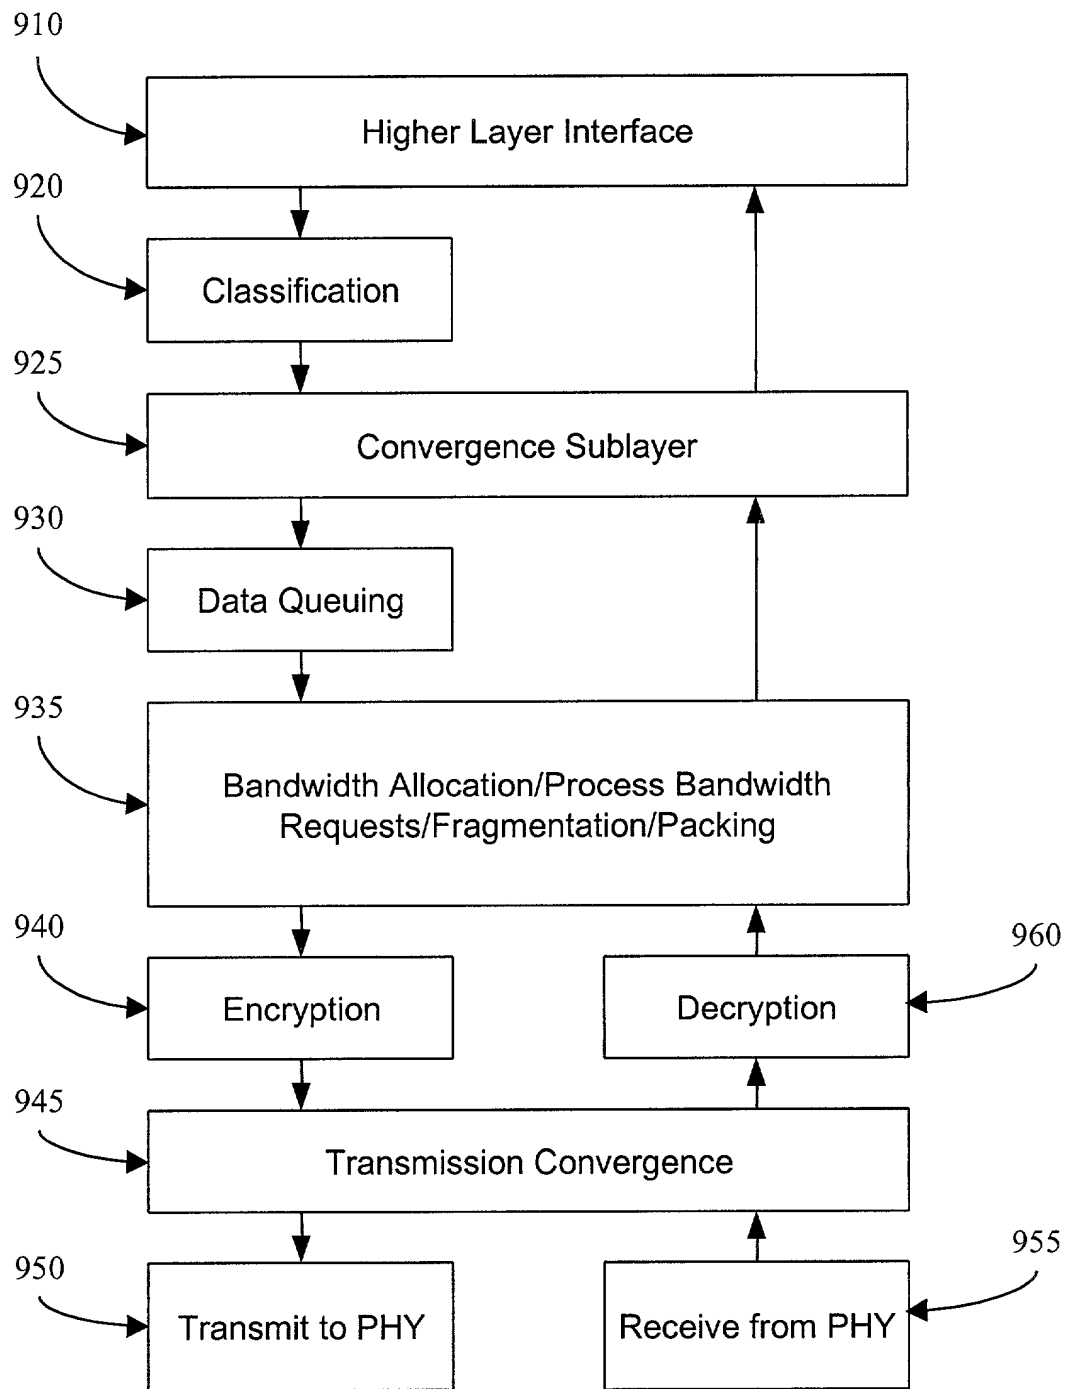 910
Higher Layer Interface
920
Classification
925
Convergence Sublayer
930
Data Queuing
935
Bandwidth Allocation/Process Bandwidth
Requests/Fragmentation/Packing
940
960
Encryption
Decryption
945
Transmission Convergence
950
955
Transmit to PHY
Receive from PHY